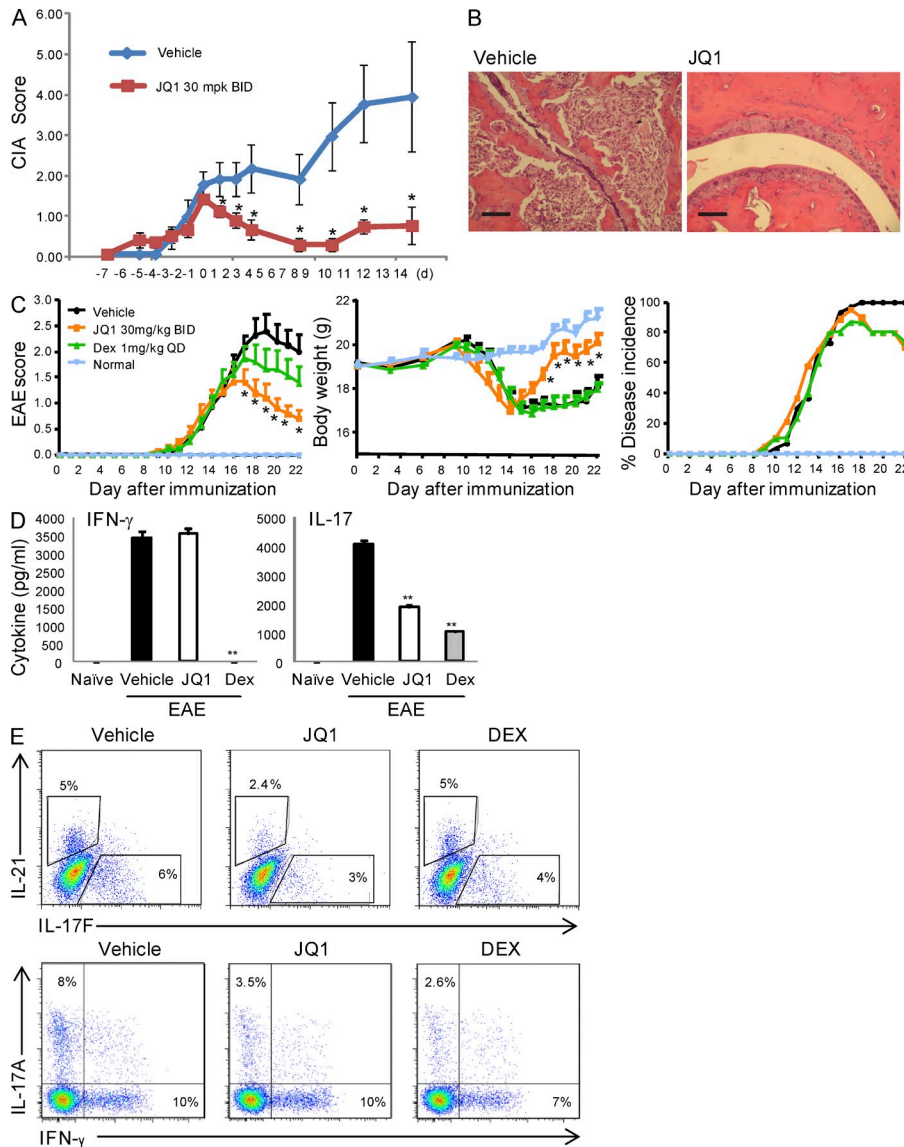 A
CIA Score
6.00
5.00
4.00
3.00
2.00
1.00
0.00
Vehicle
JQ1 30 mpk BID
* * * * * * *
-7 -6 -5 -4 -3 -2 -1 0 1 2 3 4 5 6 7 8 9 10 11 12 13 14 (d)
B
Vehicle
JQ1
C
EAE score
3.0
2.5
2.0
1.5
1.0
0.5
0.0
Vehicle
JQ1 30mg/kg BID
Dex 1mg/kg QD
Normal
* * * * * *
0 2 4 6 8 10 12 14 16 18 20 22
Day after immunization
Body weight (g)
22
21
20
19
18
17
16
* * * * *
0 2 4 6 8 10 12 14 16 18 20 22
Day after immunization
% Disease incidence
100
80
60
40
20
0
0 2 4 6 8 10 12 14 16 18 20 22
Day after immunization
D
Cytokine (pg/ml)
IFN-γ
4000
3500
3000
2500
2000
1500
1000
500
0
**
Naïve Vehicle JQ1 Dex
EAE
IL-17
5000
4000
3000
2000
1000
0
**
**
Naïve Vehicle JQ1 Dex
EAE
E
Vehicle JQ1 DEX
IL-21
5% 2.4% 5%
6% 3% 4%
IL-17F
Vehicle JQ1 DEX
IL-17A
8% 3.5% 2.6%
10% 10% 7%
IFN-γ